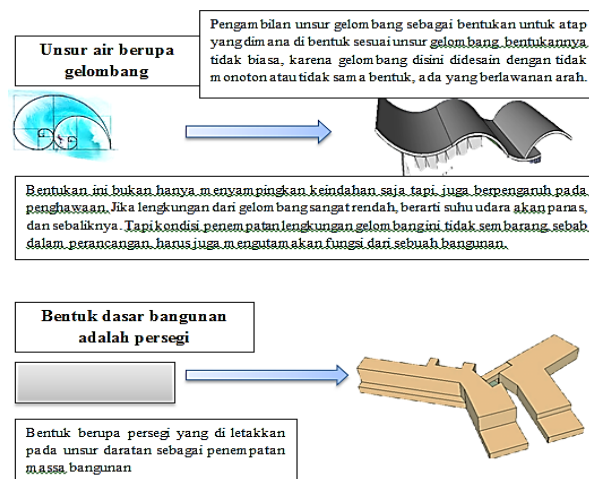 Unsur air berupa
gelombang
Pengambilan unsur gelombang sebagai bentukan untuk atap
yang dimana di bentuk sesuai unsur gelombang, bentukannya
tidak biasa, karena gelombang disini didesain dengan tidak
monoton atau tidak sama bentuk, ada yang berlawanan arah.
Bentukan ini bukan hanya menyampingkan keindahan saja tapi, juga berpengaruh pada
penghawaan. Jika lengkungan dari gelombang sangat rendah, berarti suhu udara akan panas,
dan sebaliknya. Tapi kondisi penempatan lengkungan gelombang ini tidak sembarang, sebab
dalam perancangan, harus juga mengutamakan fungsi dari sebuah bangunan.
Bentuk dasar bangunan
adalah persegi
Bentuk berupa persegi yang di letakkan
pada unsur daratan sebagai penempatan
massa bangunan